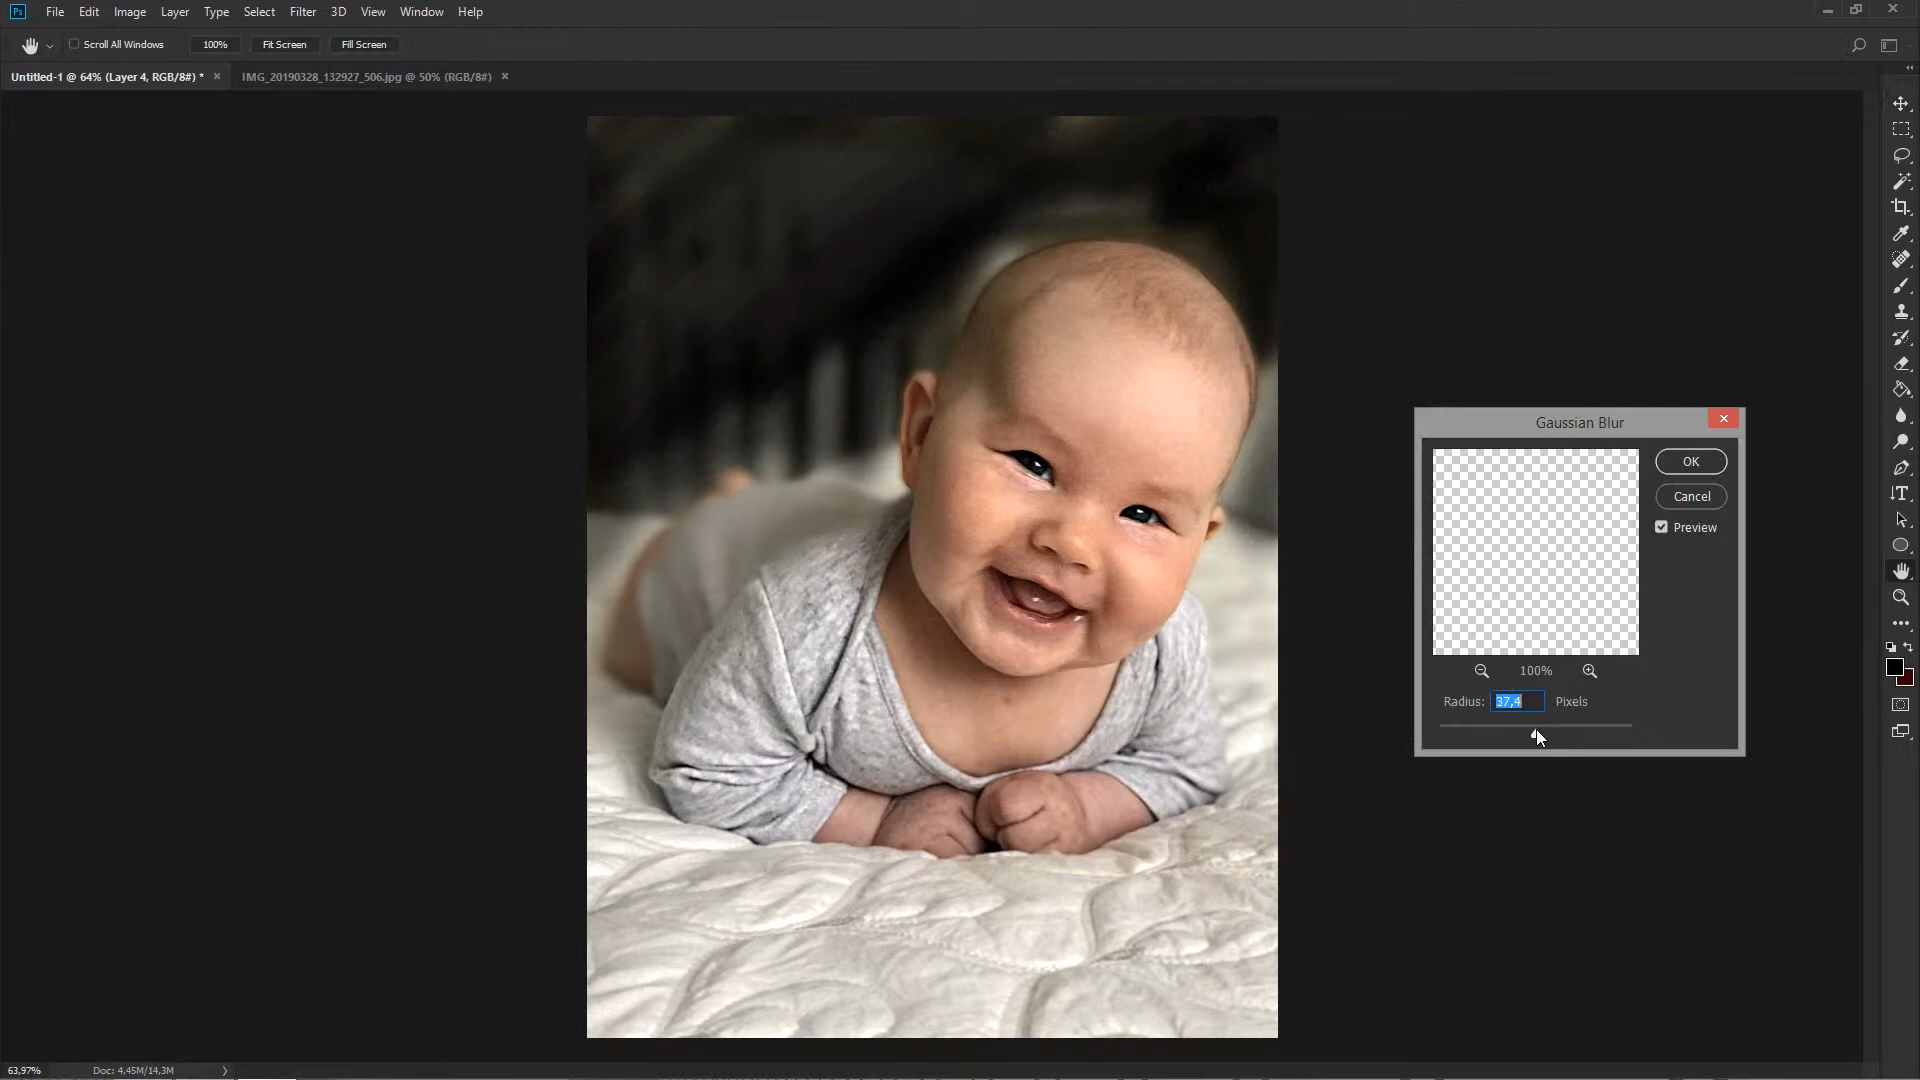 Ps File Edit Image Layer Type Select Filter 3D View Window Help
Scroll All Windows 100% Fit Screen Fill Screen
Untitled-1 @ 64% (Layer 4, RGB/8#) * × IMG_20190328_132927_506.jpg @ 50% (RGB/8#) ×
Gaussian Blur
OK
Cancel
Preview
100%
Radius: 37,4 Pixels
63,97% Doc: 4,45M/14,3M